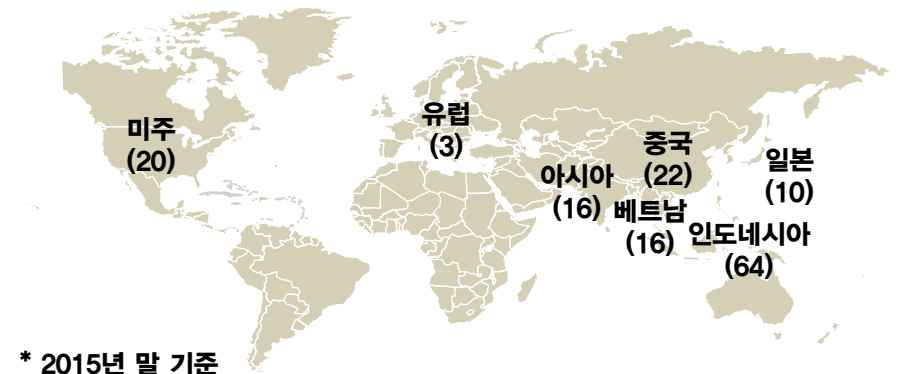 미주
(20)
유럽
(3)
아시아
(16)
중국
(22)
베트남
(16)
일본
(10)
인도네시아
(64)
* 2015년 말 기준